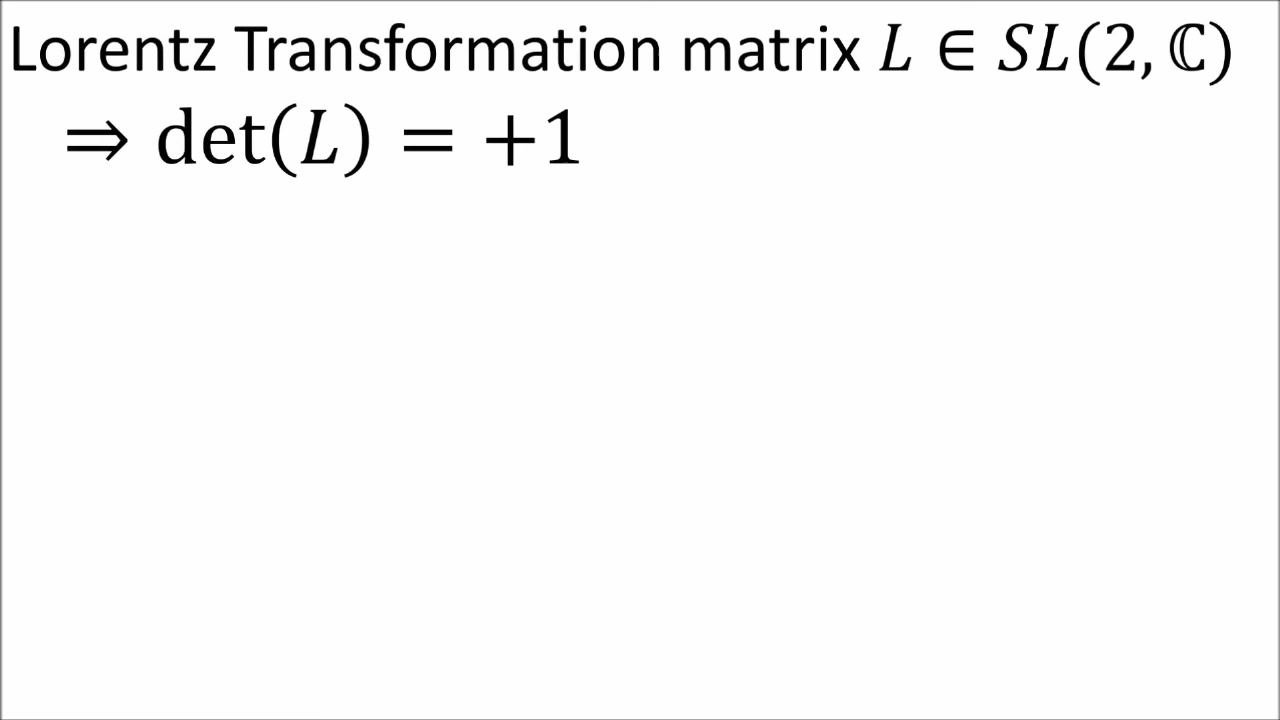 Lorentz Transformation matrix L ∈ SL(2, ℂ)
⇒ det(L) = +1